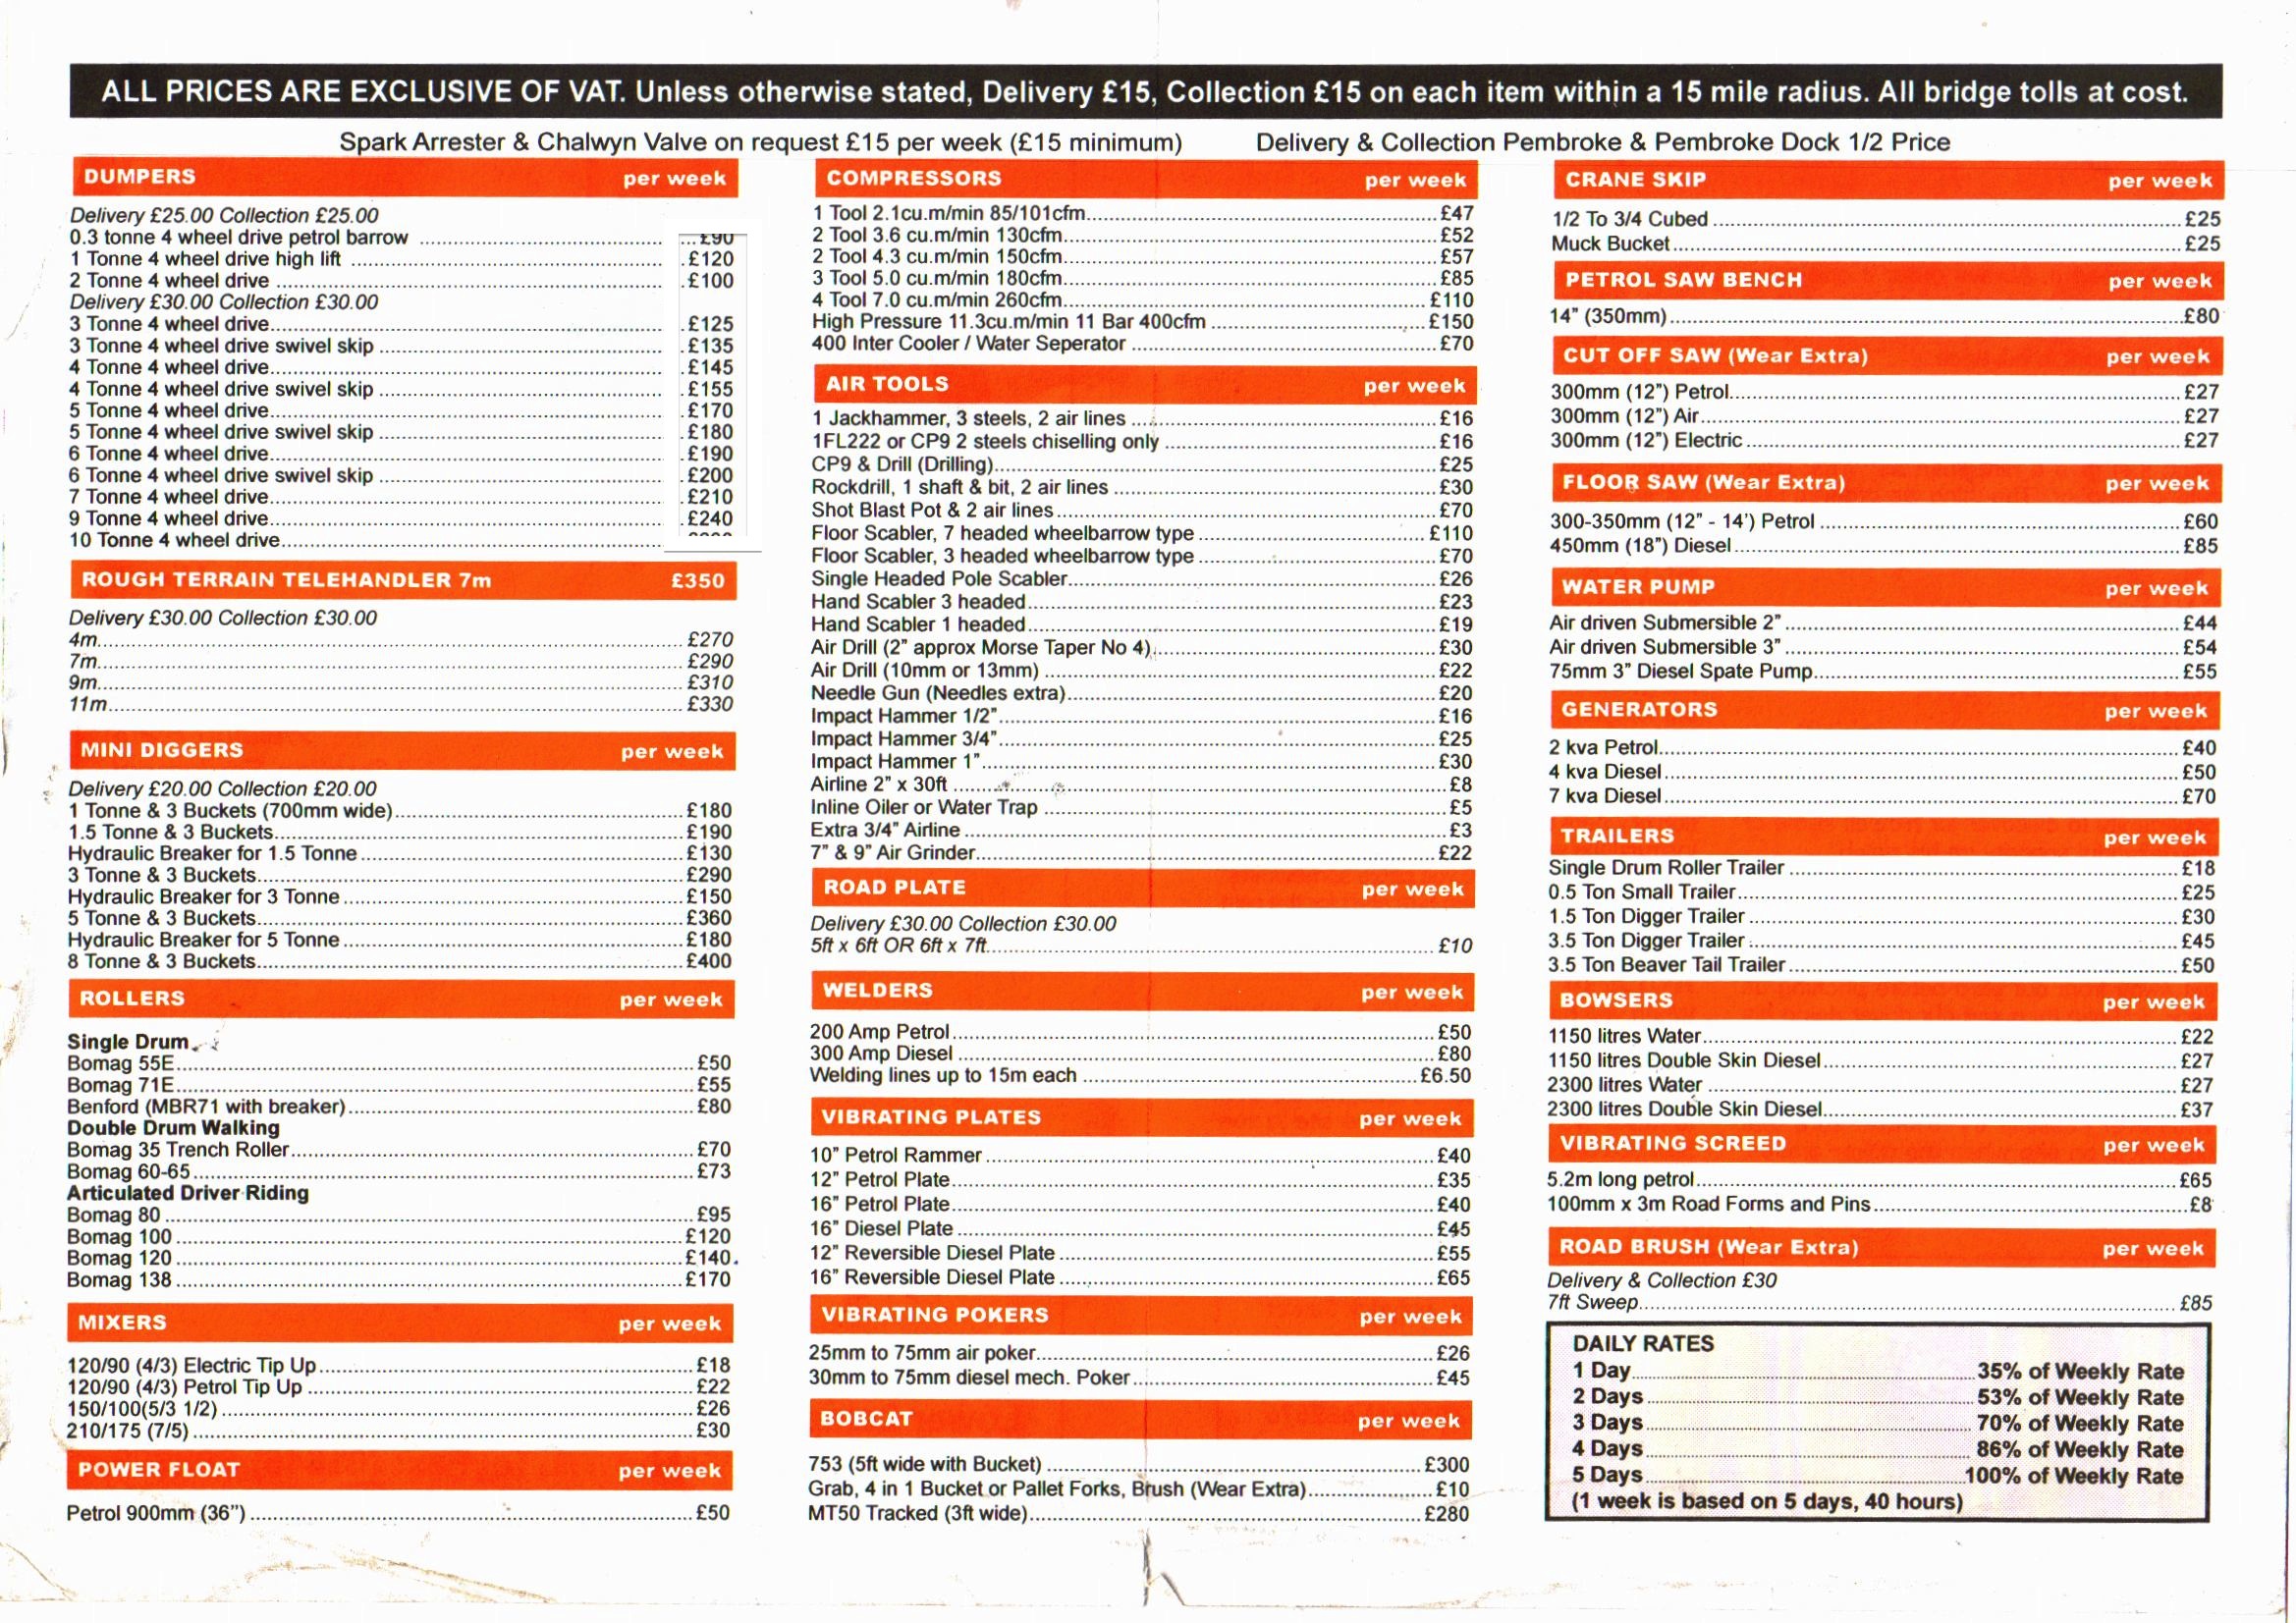 ALL PRICES ARE EXCLUSIVE OF VAT. Unless otherwise stated, Delivery £15, Collection £15 on each item within a 15 mile radius. All bridge tolls at cost.
Spark Arrester & Chalwyn Valve on request £15 per week (£15 minimum) Delivery & Collection Pembroke & Pembroke Dock 1/2 Price
DUMPERS per week
Delivery £25.00 Collection £25.00
0.3 tonne 4 wheel drive petrol barrow £90
1 Tonne 4 wheel drive high lift £120
2 Tonne 4 wheel drive £100
Delivery £30.00 Collection £30.00
3 Tonne 4 wheel drive £125
3 Tonne 4 wheel drive swivel skip £135
4 Tonne 4 wheel drive £145
4 Tonne 4 wheel drive swivel skip £155
5 Tonne 4 wheel drive £170
5 Tonne 4 wheel drive swivel skip £180
6 Tonne 4 wheel drive £190
6 Tonne 4 wheel drive swivel skip £200
7 Tonne 4 wheel drive £210
9 Tonne 4 wheel drive £240
10 Tonne 4 wheel drive
ROUGH TERRAIN TELEHANDLER 7m £350
Delivery £30.00 Collection £30.00
4m £270
7m £290
9m £310
11m £330
MINI DIGGERS per week
Delivery £20.00 Collection £20.00
1 Tonne & 3 Buckets (700mm wide) £180
1.5 Tonne & 3 Buckets £190
Hydraulic Breaker for 1.5 Tonne £130
3 Tonne & 3 Buckets £290
Hydraulic Breaker for 3 Tonne £150
5 Tonne & 3 Buckets £360
Hydraulic Breaker for 5 Tonne £180
8 Tonne & 3 Buckets £400
ROLLERS per week
Single Drum
Bomag 55E £50
Bomag 71E £55
Benford (MBR71 with breaker) £80
Double Drum Walking
Bomag 35 Trench Roller £70
Bomag 60-65 £73
Articulated Driver Riding
Bomag 80 £95
Bomag 100 £120
Bomag 120 £140
Bomag 138 £170
MIXERS per week
120/90 (4/3) Electric Tip Up £18
120/90 (4/3) Petrol Tip Up £22
150/100(5/3 1/2) £26
210/175 (7/5) £30
POWER FLOAT per week
Petrol 900mm (36") £50
COMPRESSORS per week
1 Tool 2.1cu.m/min 85/101cfm £47
2 Tool 3.6 cu.m/min 130cfm £52
2 Tool 4.3 cu.m/min 150cfm £57
3 Tool 5.0 cu.m/min 180cfm £85
4 Tool 7.0 cu.m/min 260cfm £110
High Pressure 11.3cu.m/min 11 Bar 400cfm £150
400 Inter Cooler / Water Seperator £70
AIR TOOLS per week
1 Jackhammer, 3 steels, 2 air lines £16
1FL222 or CP9 2 steels chiselling only £16
CP9 & Drill (Drilling) £25
Rockdrill, 1 shaft & bit, 2 air lines £30
Shot Blast Pot & 2 air lines £70
Floor Scabler, 7 headed wheelbarrow type £110
Floor Scabler, 3 headed wheelbarrow type £70
Single Headed Pole Scabler £26
Hand Scabler 3 headed £23
Hand Scabler 1 headed £19
Air Drill (2" approx Morse Taper No 4) £30
Air Drill (10mm or 13mm) £22
Needle Gun (Needles extra) £20
Impact Hammer 1/2" £16
Impact Hammer 3/4" £25
Impact Hammer 1" £30
Airline 2" x 30ft £8
Inline Oiler or Water Trap £5
Extra 3/4" Airline £3
7" & 9" Air Grinder £22
ROAD PLATE per week
Delivery £30.00 Collection £30.00
5ft x 6ft OR 6ft x 7ft £10
WELDERS per week
200 Amp Petrol £50
300 Amp Diesel £80
Welding lines up to 15m each £6.50
VIBRATING PLATES per week
10" Petrol Rammer £40
12" Petrol Plate £35
16" Petrol Plate £40
16" Diesel Plate £45
12" Reversible Diesel Plate £55
16" Reversible Diesel Plate £65
VIBRATING POKERS per week
25mm to 75mm air poker £26
30mm to 75mm diesel mech. Poker £45
BOBCAT per week
753 (5ft wide with Bucket) £300
Grab, 4 in 1 Bucket or Pallet Forks, Brush (Wear Extra) £10
MT50 Tracked (3ft wide) £280
CRANE SKIP per week
1/2 To 3/4 Cubed £25
Muck Bucket £25
PETROL SAW BENCH per week
14" (350mm) £80
CUT OFF SAW (Wear Extra) per week
300mm (12") Petrol £27
300mm (12") Air £27
300mm (12") Electric £27
FLOOR SAW (Wear Extra) per week
300-350mm (12" - 14') Petrol £60
450mm (18") Diesel £85
WATER PUMP per week
Air driven Submersible 2" £44
Air driven Submersible 3" £54
75mm 3" Diesel Spate Pump £55
GENERATORS per week
2 kva Petrol £40
4 kva Diesel £50
7 kva Diesel £70
TRAILERS per week
Single Drum Roller Trailer £18
0.5 Ton Small Trailer £25
1.5 Ton Digger Trailer £30
3.5 Ton Digger Trailer £45
3.5 Ton Beaver Tail Trailer £50
BOWSERS per week
1150 litres Water £22
1150 litres Double Skin Diesel £27
2300 litres Water £27
2300 litres Double Skin Diesel £37
VIBRATING SCREED per week
5.2m long petrol £65
100mm x 3m Road Forms and Pins £8
ROAD BRUSH (Wear Extra) per week
Delivery & Collection £30
7ft Sweep £85
DAILY RATES
1 Day 35% of Weekly Rate
2 Days 53% of Weekly Rate
3 Days 70% of Weekly Rate
4 Days 86% of Weekly Rate
5 Days 100% of Weekly Rate
(1 week is based on 5 days, 40 hours)